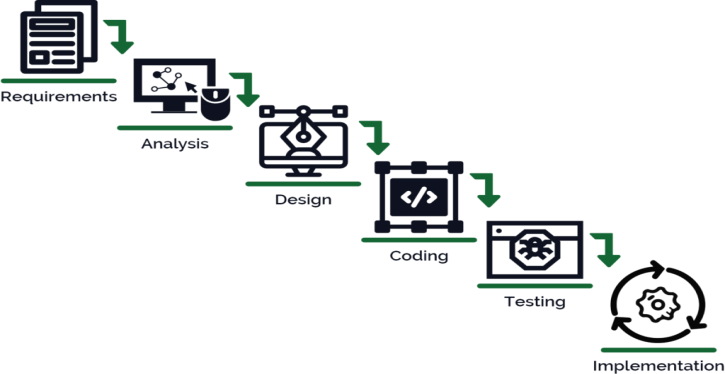 Requirements
Analysis
Design
</>
Coding
Testing
Implementation